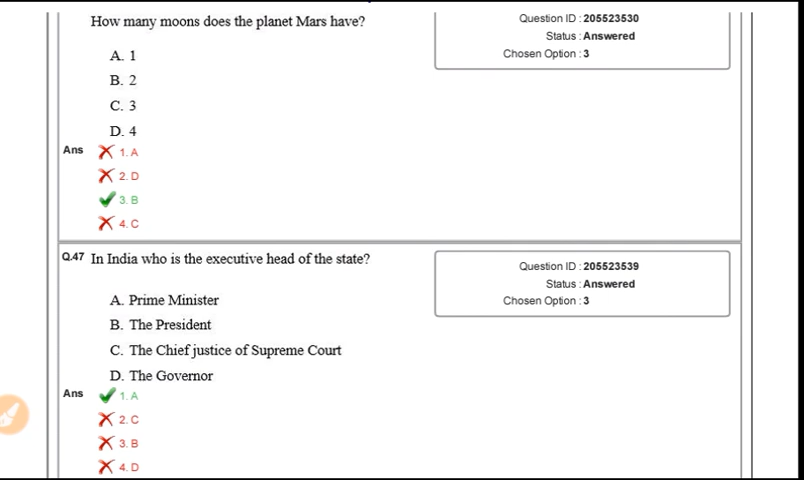 How many moons does the planet Mars have?
Question ID : 205523530
Status : Answered
Chosen Option : 3
A. 1
B. 2
C. 3
D. 4
Ans
1. A
2. D
3. B
4. C
Q.47 In India who is the executive head of the state?
Question ID : 205523539
Status : Answered
Chosen Option : 3
A. Prime Minister
B. The President
C. The Chief justice of Supreme Court
D. The Governor
Ans
1. A
2. C
3. B
4. D